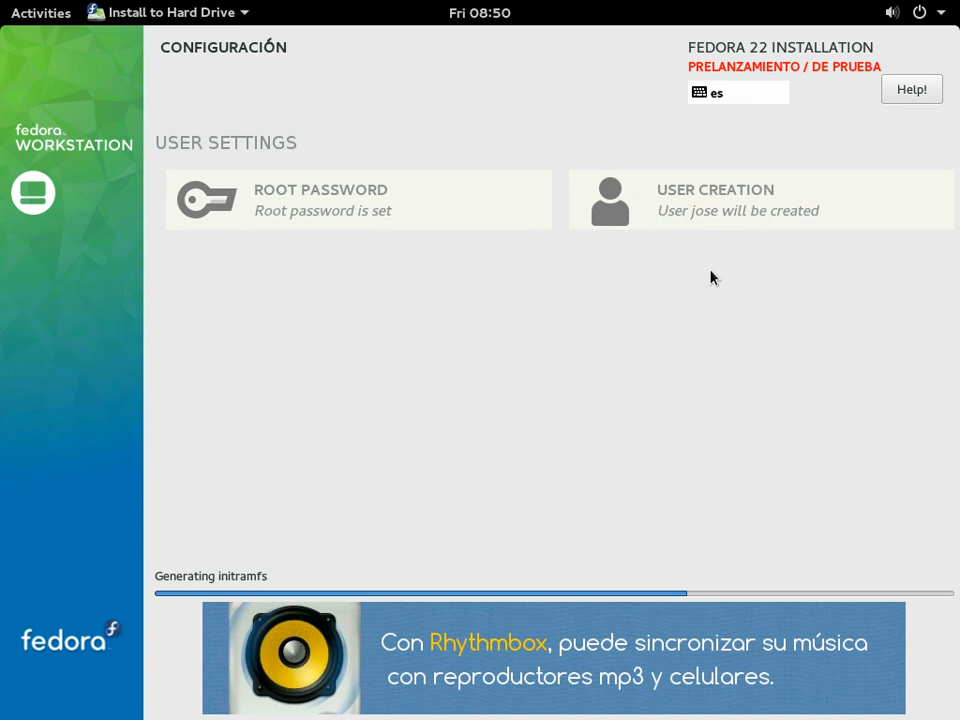 Activities
Install to Hard Drive
Fri 08:50
CONFIGURACIÓN
FEDORA 22 INSTALLATION
PRELANZAMIENTO / DE PRUEBA
es
Help!
fedora™
WORKSTATION
USER SETTINGS
ROOT PASSWORD
Root password is set
USER CREATION
User jose will be created
Generating initramfs
fedora
Con Rhythmbox, puede sincronizar su música
con reproductores mp3 y celulares.